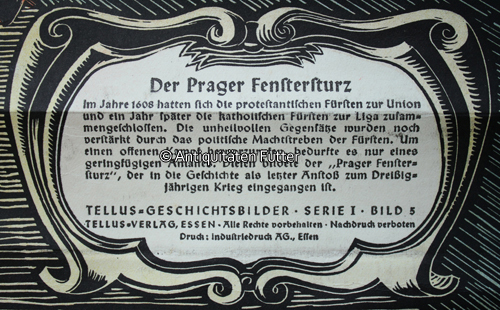 Der Prager Fenstersturz
Im Jahre 1608 hatten sich die protestantischen Fürsten zur Union
und ein Jahr später die katholischen Fürsten zur Liga zusam-
mengeschlossen. Die unheilvollen Gegensätze wurden noch
verstärkt durch das politische Machtstreben der Fürsten. Um
einen offenen bedurfte es nur eines
geringfügigen Anlasses. Diesen bildete der „Prager Fenster-
© Antiquitäten Futter
sturz", der in die Geschichte als letzter Anstoß zum Dreißig-
jährigen Krieg eingegangen ist.
TELLUS=GESCHICHTSBILDER · SERIE I · BILD 5
TELLUS=VERLAG, ESSEN · Alle Rechte vorbehalten · Nachdruck verboten
Druck: Industriedruck AG., Essen